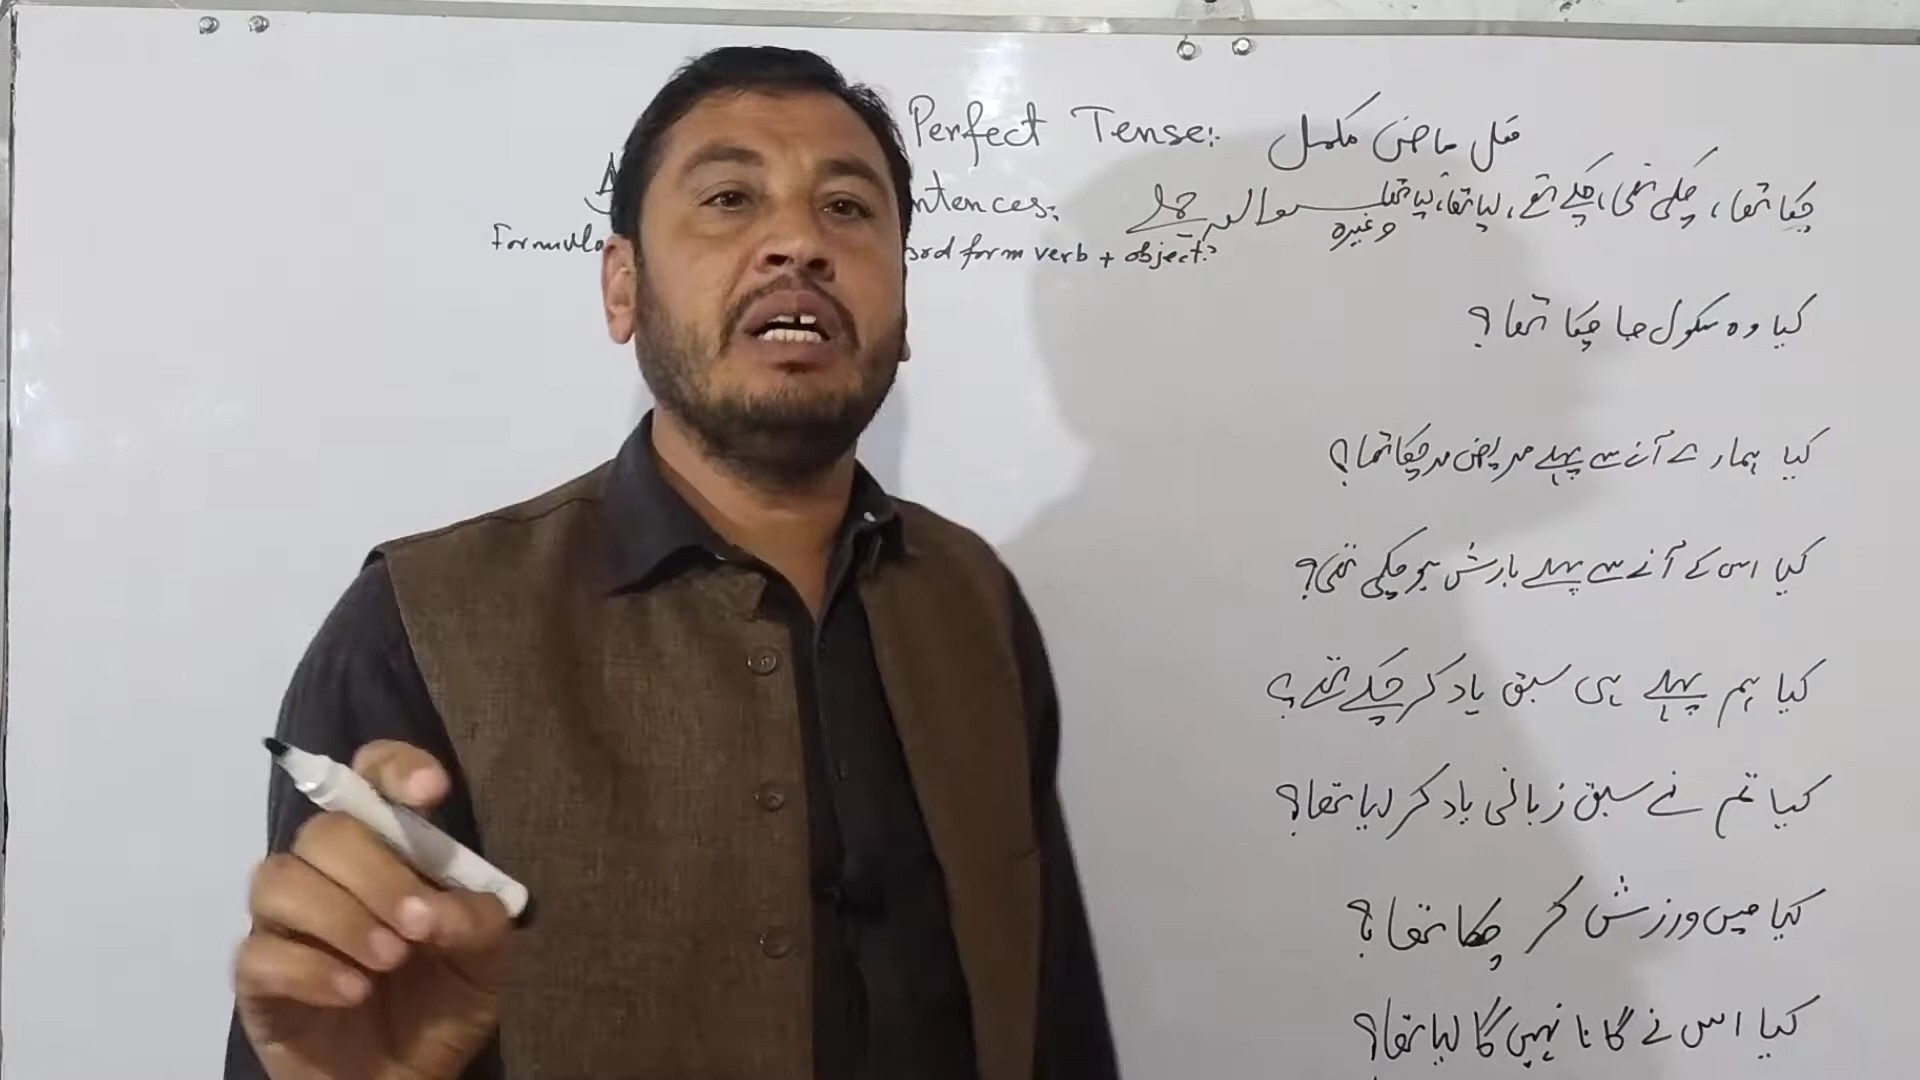 Perfect Tense:
فعل ماضی مکمل
ntences:
چکا تھا، چکی تھی، چکے تھے، لیا تھا، یہ تھا وغیرہ
سوالیہ جملے
Formula 3rd form verb + object?
کیا وہ سکول جا چکا تھا؟
کیا ہمارے آنے سے پہلے مریض مر چکا تھا؟
کیا اس کے آنے سے پہلے بارش ہو چکی تھی؟
کیا ہم پہلے ہی سبق یاد کر چکے تھے؟
کیا تم نے سبق زبانی یاد کر لیا تھا؟
کیا میں ورزش کر چکا تھا؟
کیا اس نے گانا نہیں گا لیا تھا؟